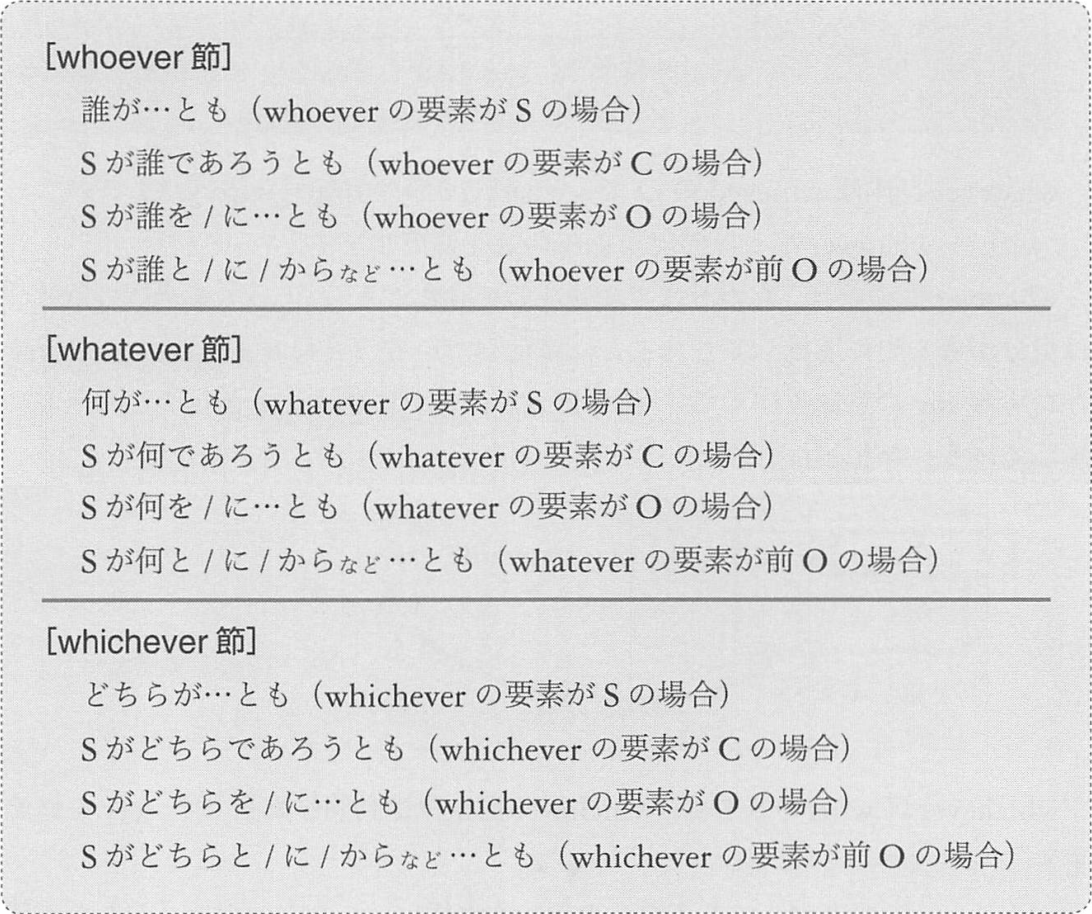 [whoever 節]
誰が…とも（whoever の要素が S の場合）
S が誰であろうとも（whoever の要素が C の場合）
S が誰を / に…とも（whoever の要素が O の場合）
S が誰と / に / からなど…とも（whoever の要素が前 O の場合）
[whatever 節]
何が…とも（whatever の要素が S の場合）
S が何であろうとも（whatever の要素が C の場合）
S が何を / に…とも（whatever の要素が O の場合）
S が何と / に / からなど…とも（whatever の要素が前 O の場合）
[whichever 節]
どちらが…とも（whichever の要素が S の場合）
S がどちらであろうとも（whichever の要素が C の場合）
S がどちらを / に…とも（whichever の要素が O の場合）
S がどちらと / に / からなど…とも（whichever の要素が前 O の場合）